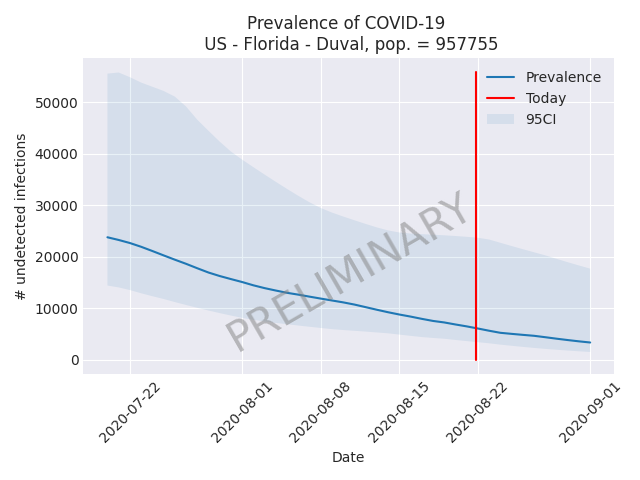 Prevalence of COVID-19
US - Florida - Duval, pop. = 957755
Prevalence
Today
95CI
50000
40000
30000
20000
10000
0
# undetected infections
PRELIMINARY
2020-07-22
2020-08-01
2020-08-08
2020-08-15
2020-08-22
2020-09-01
Date